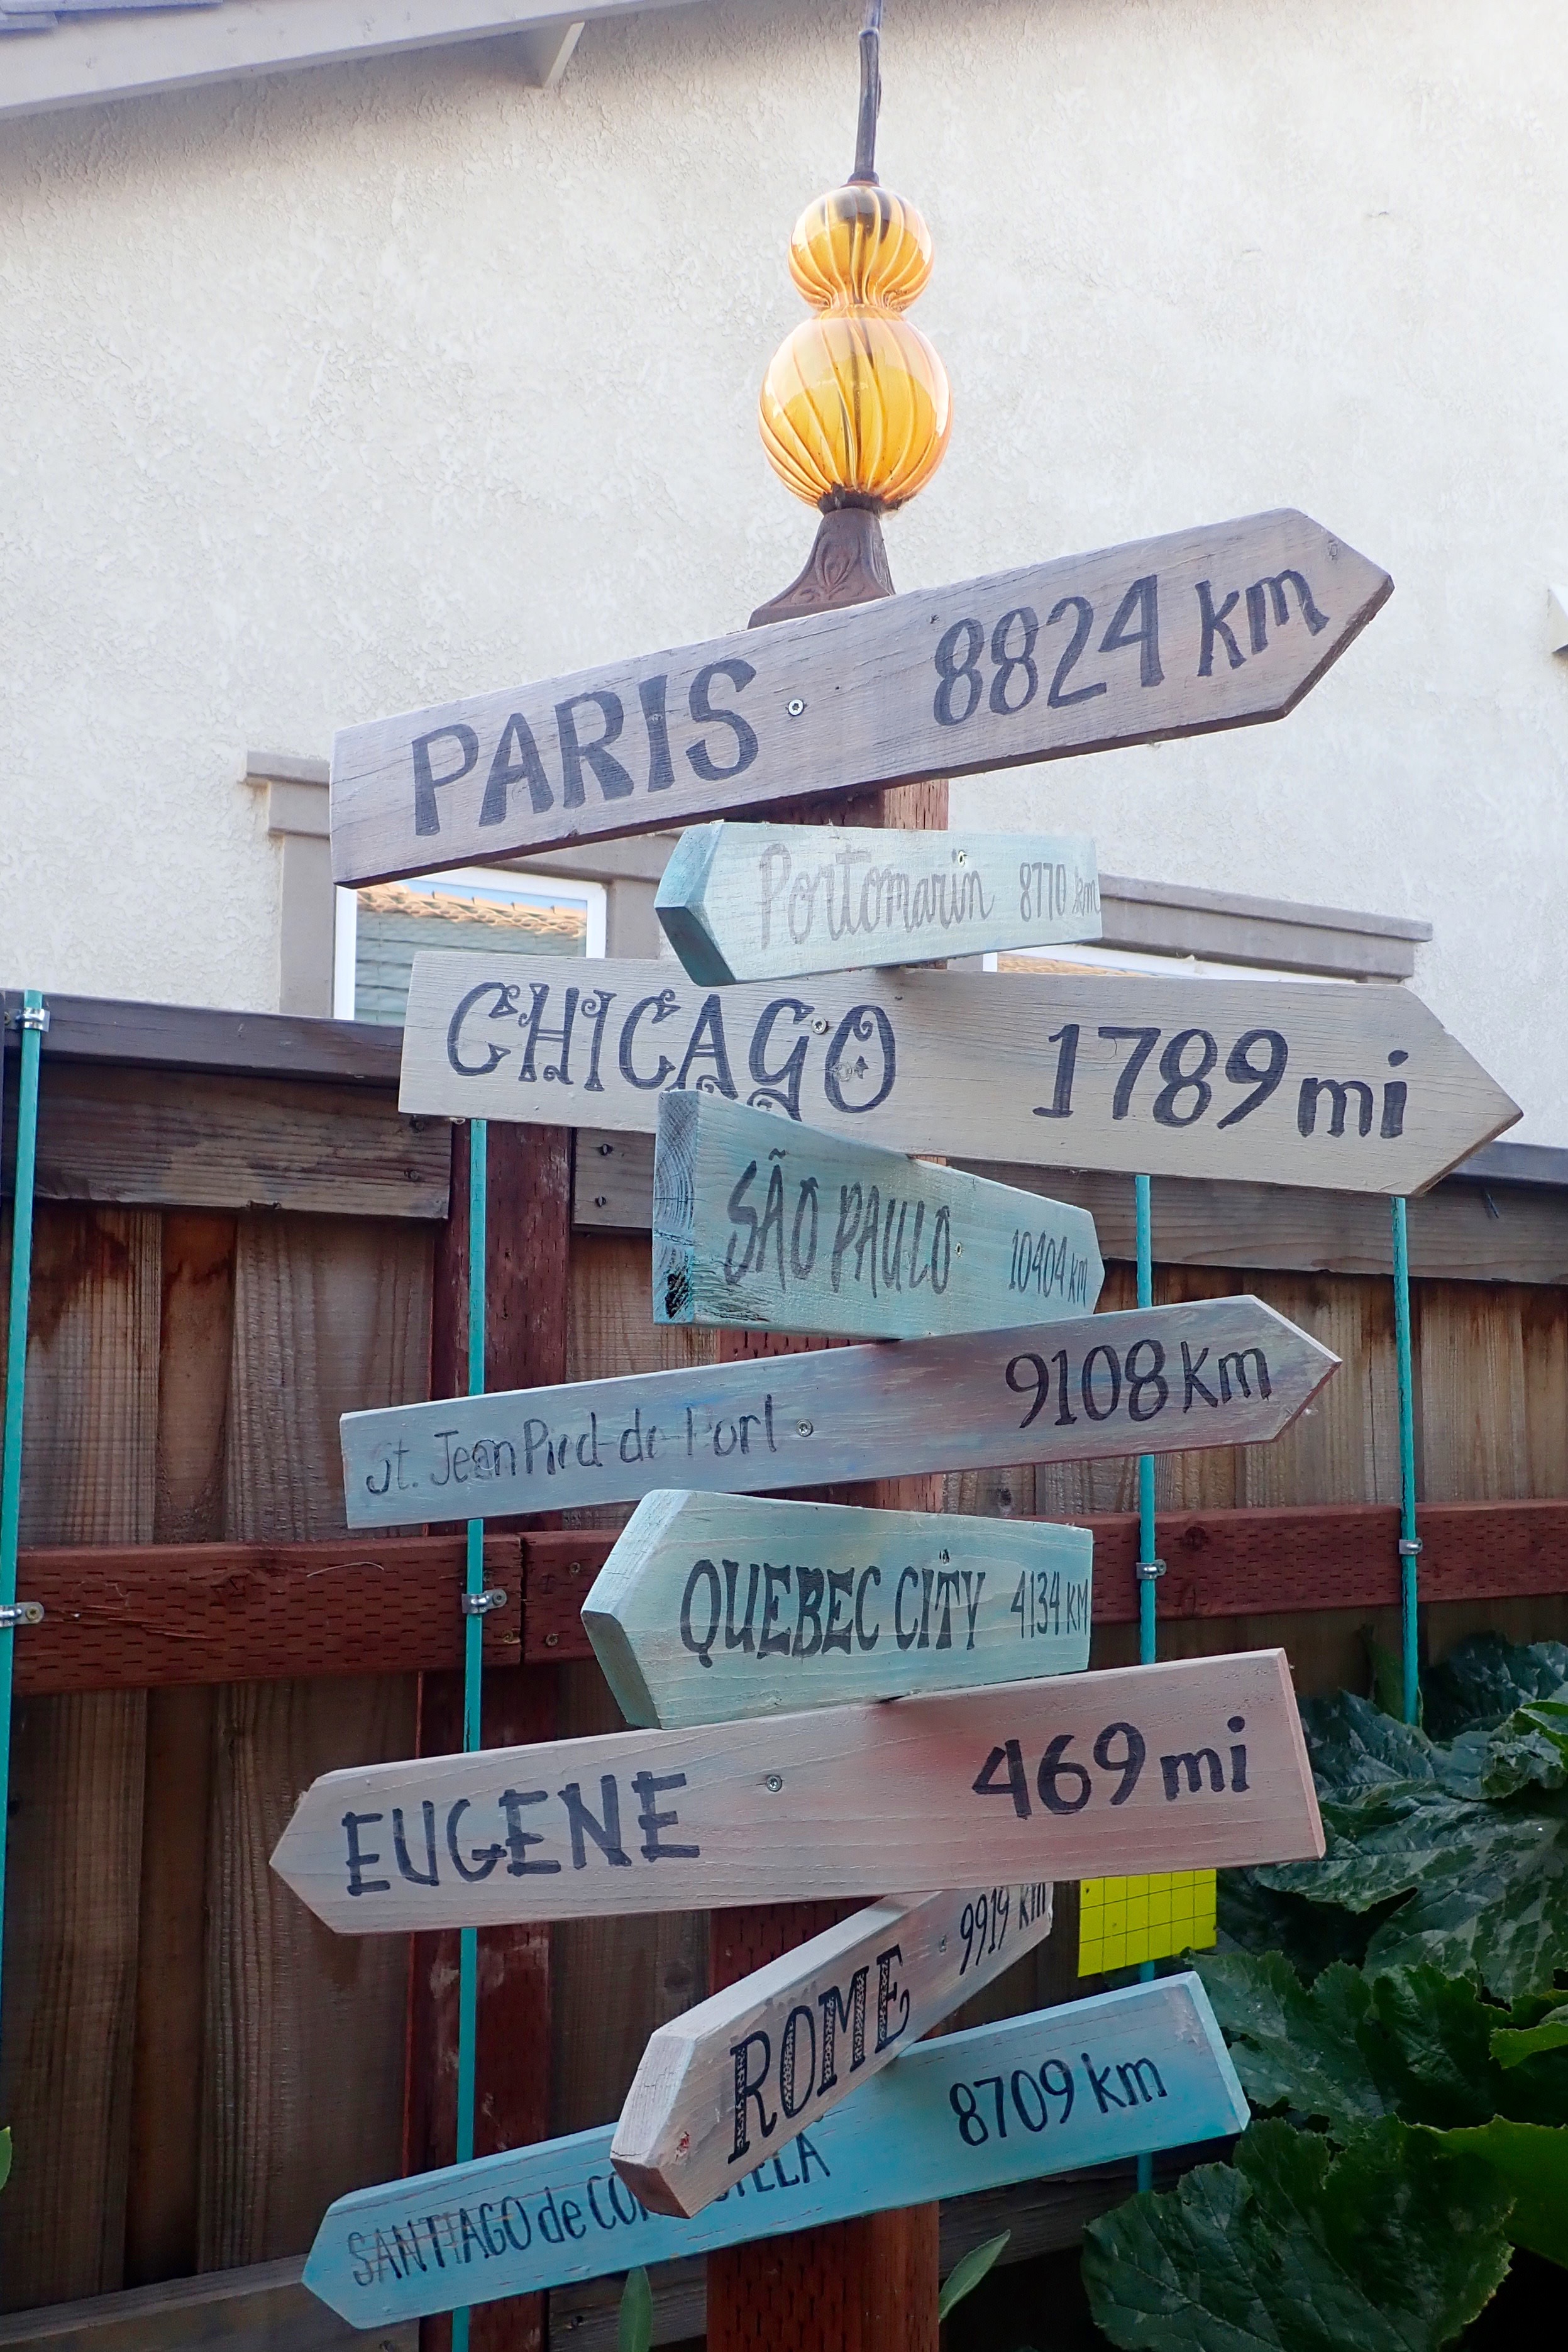 PARIS 8824 km
Portomarin 8770 km
CHICAGO 1789 mi
SÃO PAULO 10404 KM
St. Jean Pied-de-Port 9108 km
QUEBEC CITY 4134 KM
EUGENE 469 mi
ROME 9919 km
SANTIAGO de 8709 km